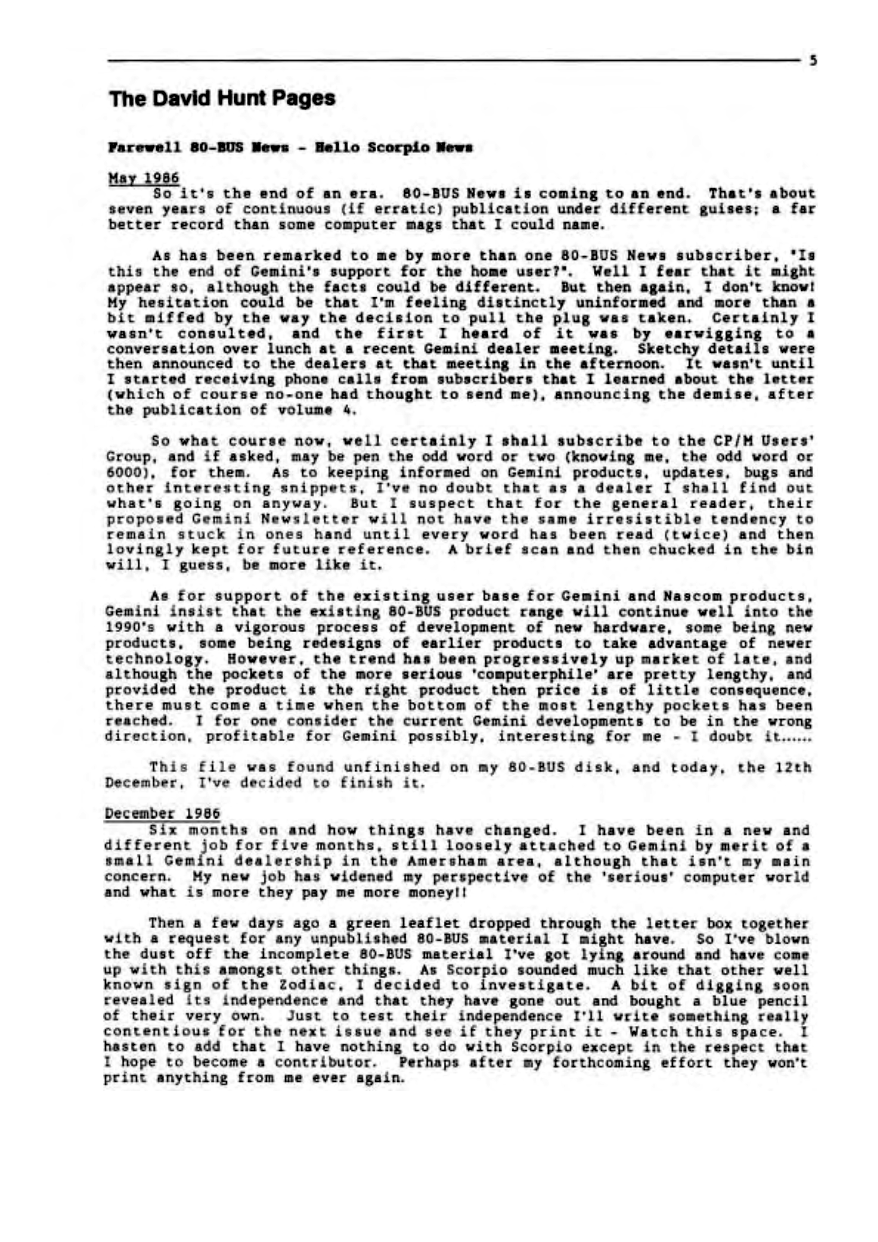 5
The David Hunt Pages
Farewell 80-BUS News - Hello Scorpio News
May 1986
So it's the end of an era. 80-BUS News is coming to an end. That's about
seven years of continuous (if erratic) publication under different guises; a far
better record than some computer mags that I could name.
As has been remarked to me by more than one 80-BUS News subscriber, "Is
this the end of Gemini's support for the home user?". Well I fear that it might
appear so, although the facts could be different. But then again, I don't know!
My hesitation could be that I'm feeling distinctly uninformed and more than a
bit miffed by the way the decision to pull the plug was taken. Certainly I
wasn't consulted, and the first I heard of it was by earwigging to a
conversation over lunch at a recent Gemini dealer meeting. Sketchy details were
then announced to the dealers at that meeting in the afternoon. It wasn't until
I started receiving phone calls from subscribers that I learned about the letter
(which of course no-one had thought to send me), announcing the demise, after
the publication of volume 4.
So what course now, well certainly I shall subscribe to the CP/M Users'
Group, and if asked, may be pen the odd word or two (knowing me, the odd word or
6000), for them. As to keeping informed on Gemini products, updates, bugs and
other interesting snippets, I've no doubt that as a dealer I shall find out
what's going on anyway. But I suspect that for the general reader, their
proposed Gemini Newsletter will not have the same irresistible tendency to
remain stuck in ones hand until every word has been read (twice) and then
lovingly kept for future reference. A brief scan and then chucked in the bin
will, I guess, be more like it.
As for support of the existing user base for Gemini and Nascom products,
Gemini insist that the existing 80-BUS product range will continue well into the
1990's with a vigorous process of development of new hardware, some being new
products, some being redesigns of earlier products to take advantage of newer
technology. However, the trend has been progressively up market of late, and
although the pockets of the more serious 'computerphile' are pretty lengthy, and
provided the product is the right product then price is of little consequence,
there must come a time when the bottom of the most lengthy pockets has been
reached. I for one consider the current Gemini developments to be in the wrong
direction, profitable for Gemini possibly, interesting for me - I doubt it......
This file was found unfinished on my 80-BUS disk, and today, the 12th
December, I've decided to finish it.
December 1986
Six months on and how things have changed. I have been in a new and
different job for five months, still loosely attached to Gemini by merit of a
small Gemini dealership in the Amersham area, although that isn't my main
concern. My new job has widened my perspective of the 'serious' computer world
and what is more they pay me more money!!
Then a few days ago a green leaflet dropped through the letter box together
with a request for any unpublished 80-BUS material I might have. So I've blown
the dust off the incomplete 80-BUS material I've got lying around and have come
up with this amongst other things. As Scorpio sounded much like that other well
known sign of the Zodiac, I decided to investigate. A bit of digging soon
revealed its independence and that they have gone out and bought a blue pencil
of their very own. Just to test their independence I'll write something really
contentious for the next issue and see if they print it - Watch this space. I
hasten to add that I have nothing to do with Scorpio except in the respect that
I hope to become a contributor. Perhaps after my forthcoming effort they won't
print anything from me ever again.